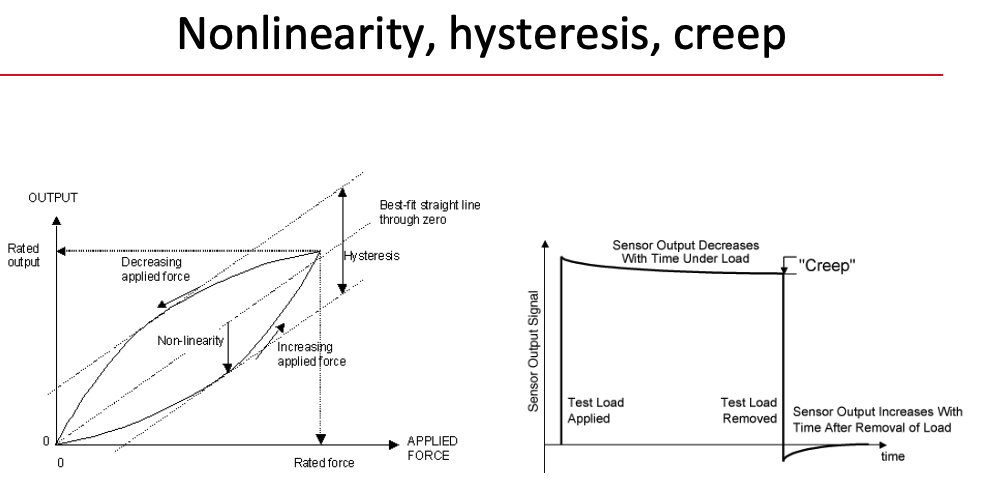 Nonlinearity, hysteresis, creep
OUTPUT
Rated
output
Decreasing
applied force
Best-fit straight line
through zero
Hysteresis
Non-linearity
Increasing
applied force
0
0
Rated force
APPLIED
FORCE
Sensor Output Signal
Sensor Output Decreases
With Time Under Load
"Creep"
Test Load
Applied
Test Load
Removed
Sensor Output Increases With
Time After Removal of Load
time